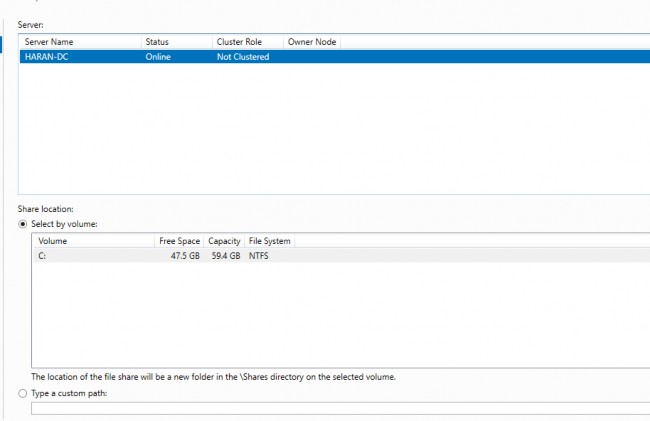 Server:
Server Name Status Cluster Role Owner Node
HARAN-DC Online Not Clustered
Share location:
Select by volume:
Volume Free Space Capacity File System
C: 47.5 GB 59.4 GB NTFS
The location of the file share will be a new folder in the \Shares directory on the selected volume.
Type a custom path: